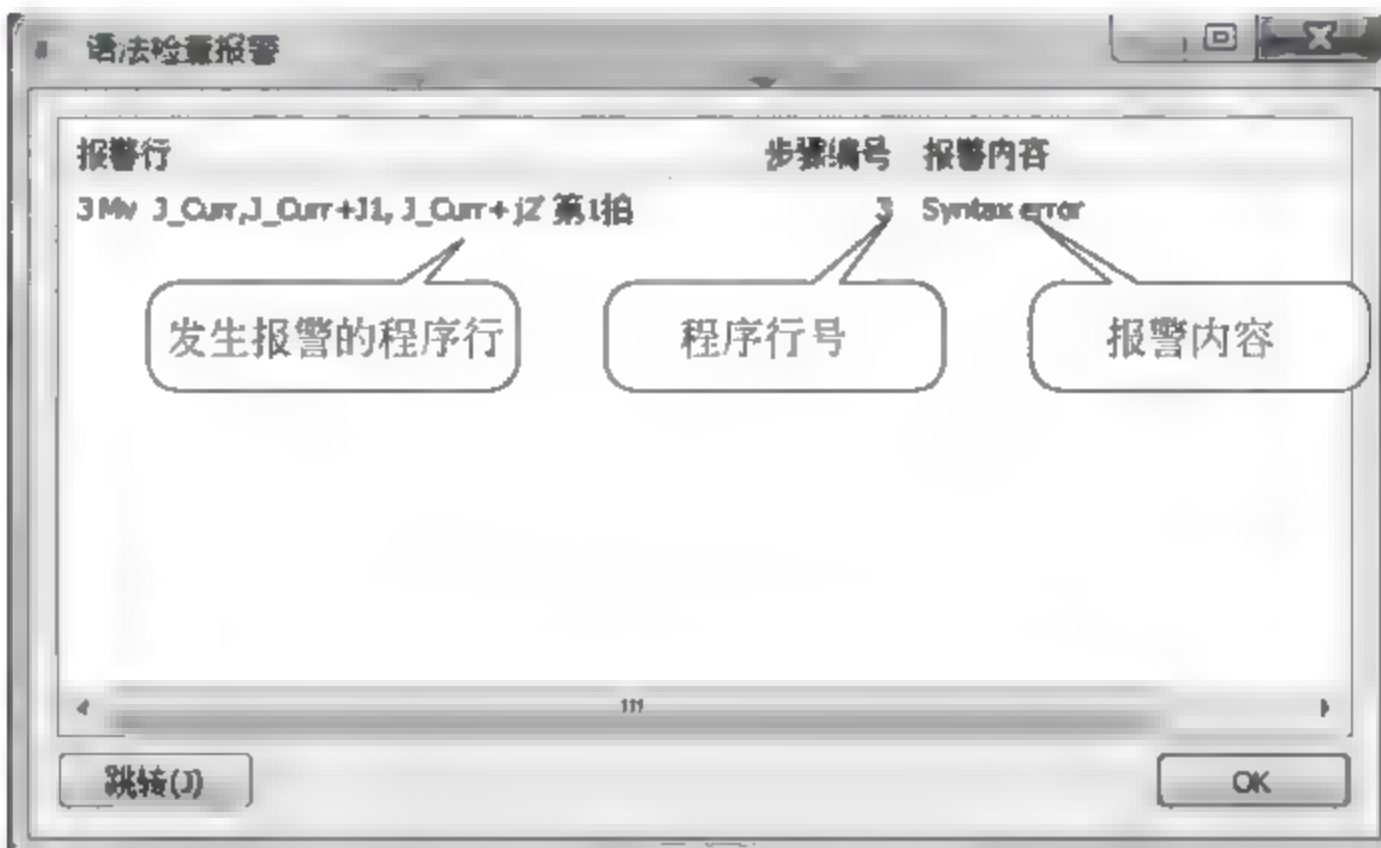 语法检查报警
报警行 步骤编号 报警内容
3 Mv J_Curr,J_Curr+J1, J_Curr+j2' 第1拍 3 Syntax error
发生报警的程序行 程序行号 报警内容
跳转(J) OK